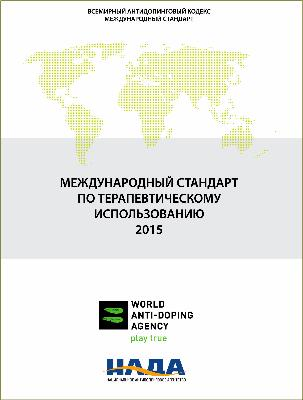 ВСЕМИРНЫЙ АНТИДОПИНГОВЫЙ КОДЕКС
МЕЖДУНАРОДНЫЙ СТАНДАРТ
МЕЖДУНАРОДНЫЙ СТАНДАРТ
ПО ТЕРАПЕВТИЧЕСКОМУ
ИСПОЛЬЗОВАНИЮ
2015
WORLD
ANTI-DOPING
AGENCY
play true
НАДА